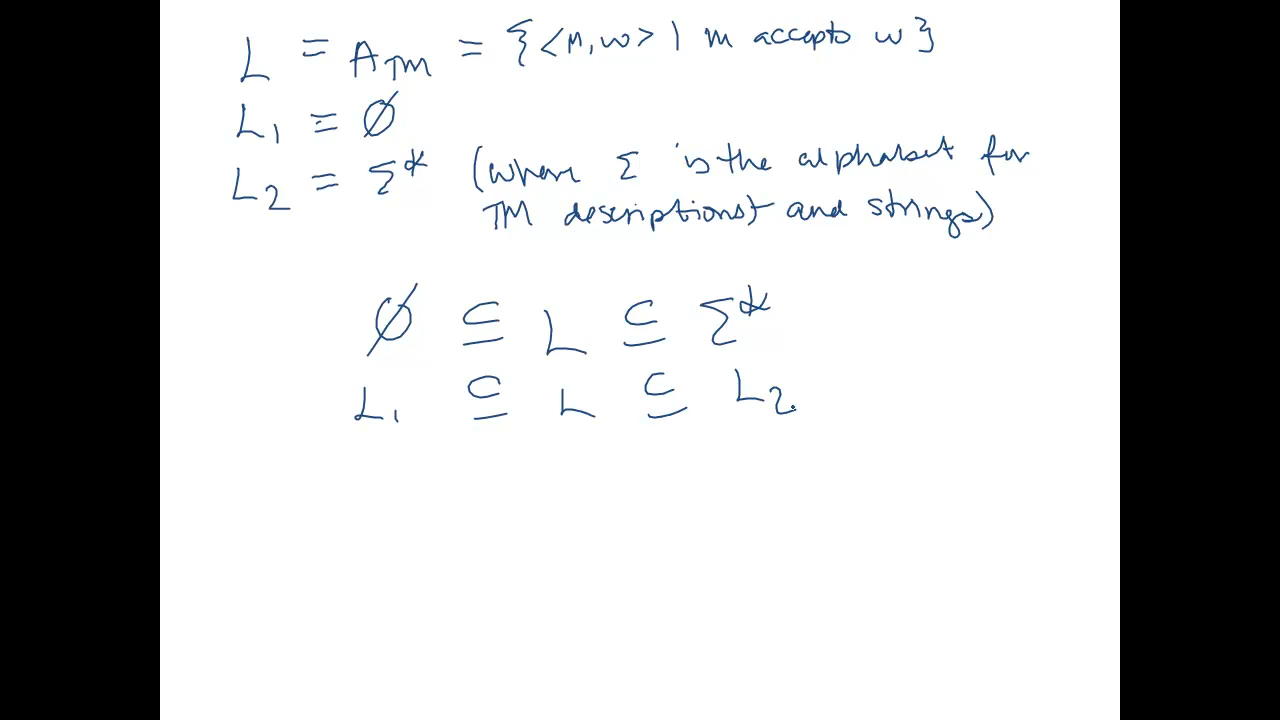 L = A_TM = {<M, w> | m accepts w}
L₁ = ∅
L₂ = Σ* (where Σ is the alphabet for
TM descriptions and strings)
∅ ⊆ L ⊆ Σ*
L₁ ⊆ L ⊆ L₂